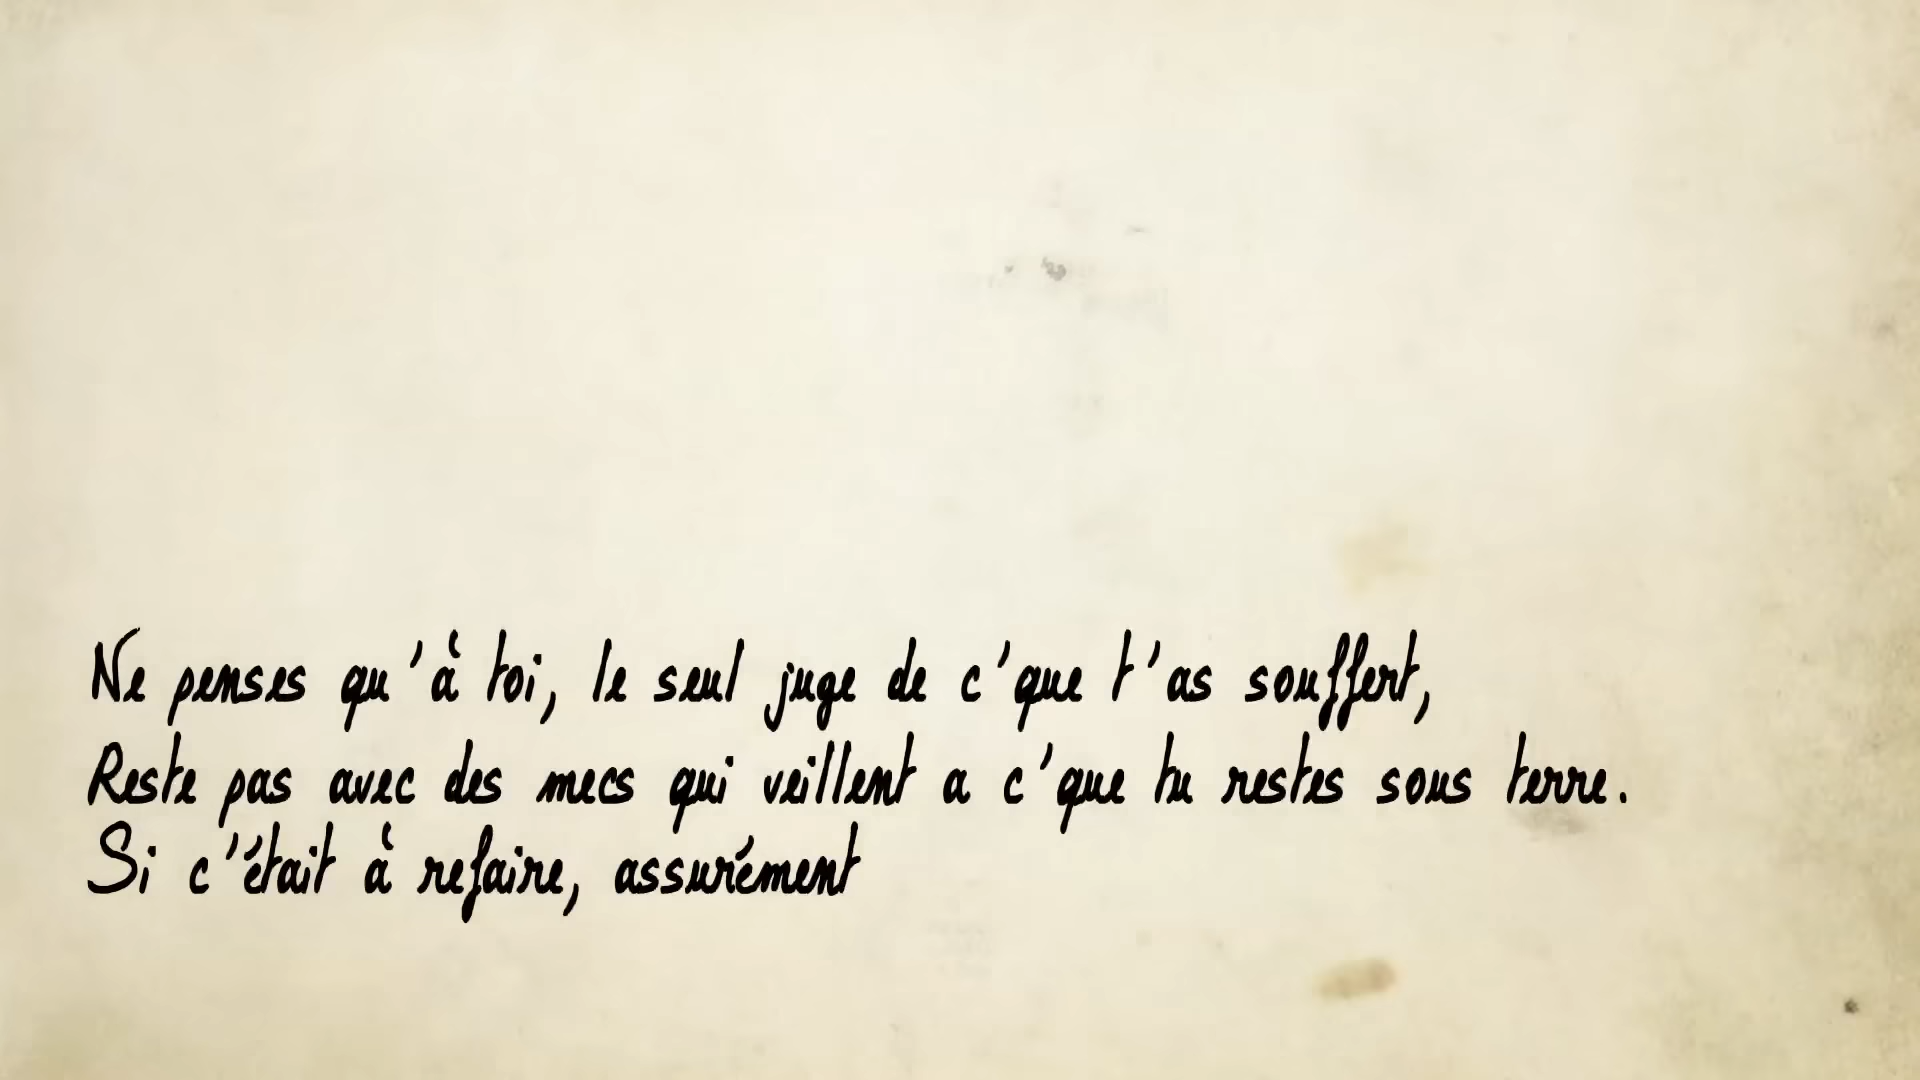 Ne penses qu'à toi, le seul juge de c'que t'as souffert,
Reste pas avec des mecs qui veillent a c'que tu restes sous terre.
Si c'était à refaire, assurément